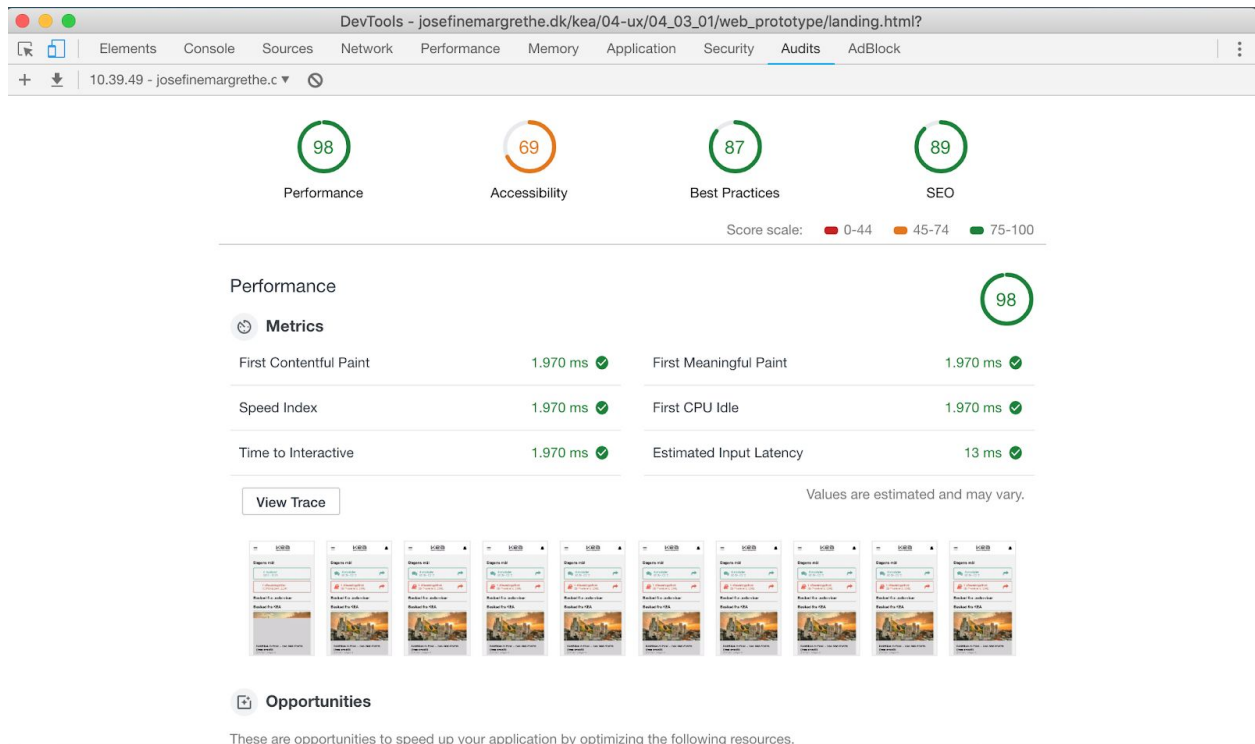 DevTools - josefinemargrethe.dk/kea/04-ux/04_03_01/web_prototype/landing.html?
Elements Console Sources Network Performance Memory Application Security Audits AdBlock
10.39.49 - josefinemargrethe.c
98 69 87 89
Performance Accessibility Best Practices SEO
Score scale: 0-44 45-74 75-100
Performance 98
Metrics
First Contentful Paint 1.970 ms First Meaningful Paint 1.970 ms
Speed Index 1.970 ms First CPU Idle 1.970 ms
Time to Interactive 1.970 ms Estimated Input Latency 13 ms
View Trace Values are estimated and may vary.
Opportunities
These are opportunities to speed up your application by optimizing the following resources.